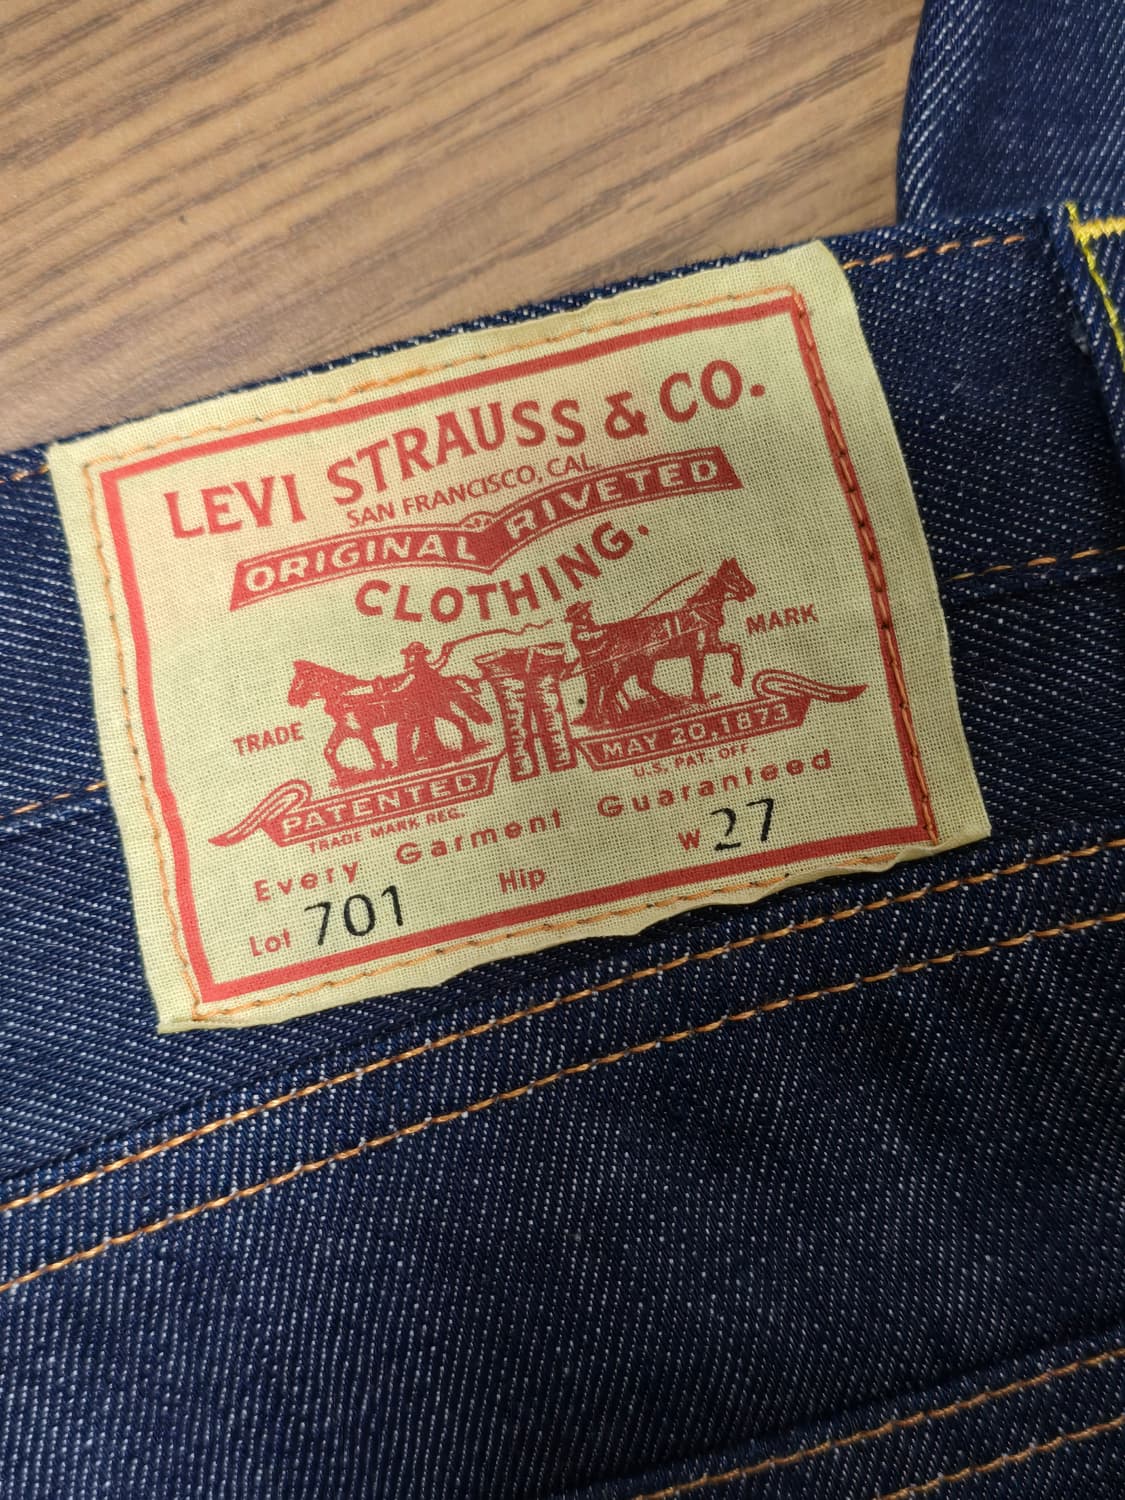 LEVI STRAUSS & CO.
SAN FRANCISCO, CAL.
ORIGINAL RIVETED
CLOTHING.
TRADE MARK
PATENTED MAY 20, 1873
TRADE MARK REG. U.S. PAT. OFF.
Every Garment Guaranteed
Lot 701 Hip W 27